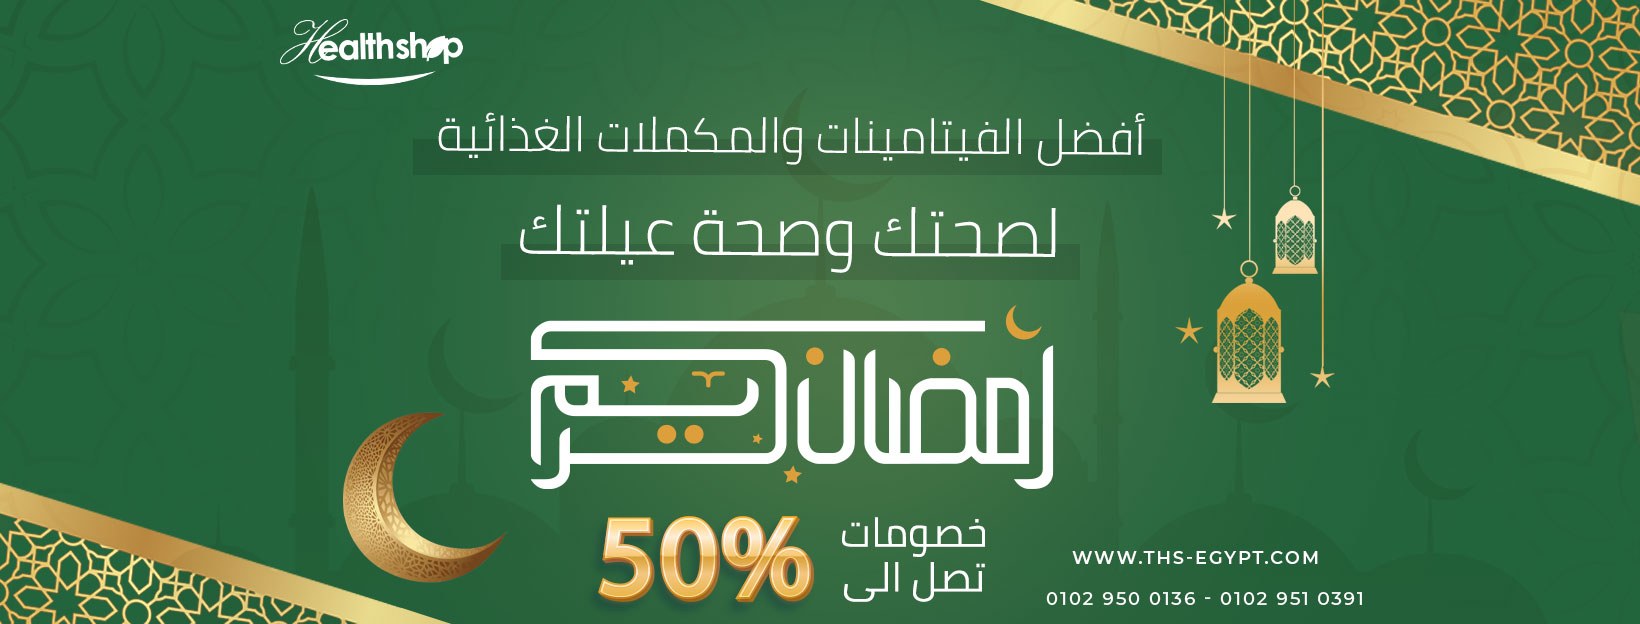 Healthshop
أفضل الفيتامينات والمكملات الغذائية
لصحتك وصحة عيلتك
رمضان كريم
خصومات
تصل الى
50%
WWW.THS-EGYPT.COM
0102 950 0136 - 0102 951 0391